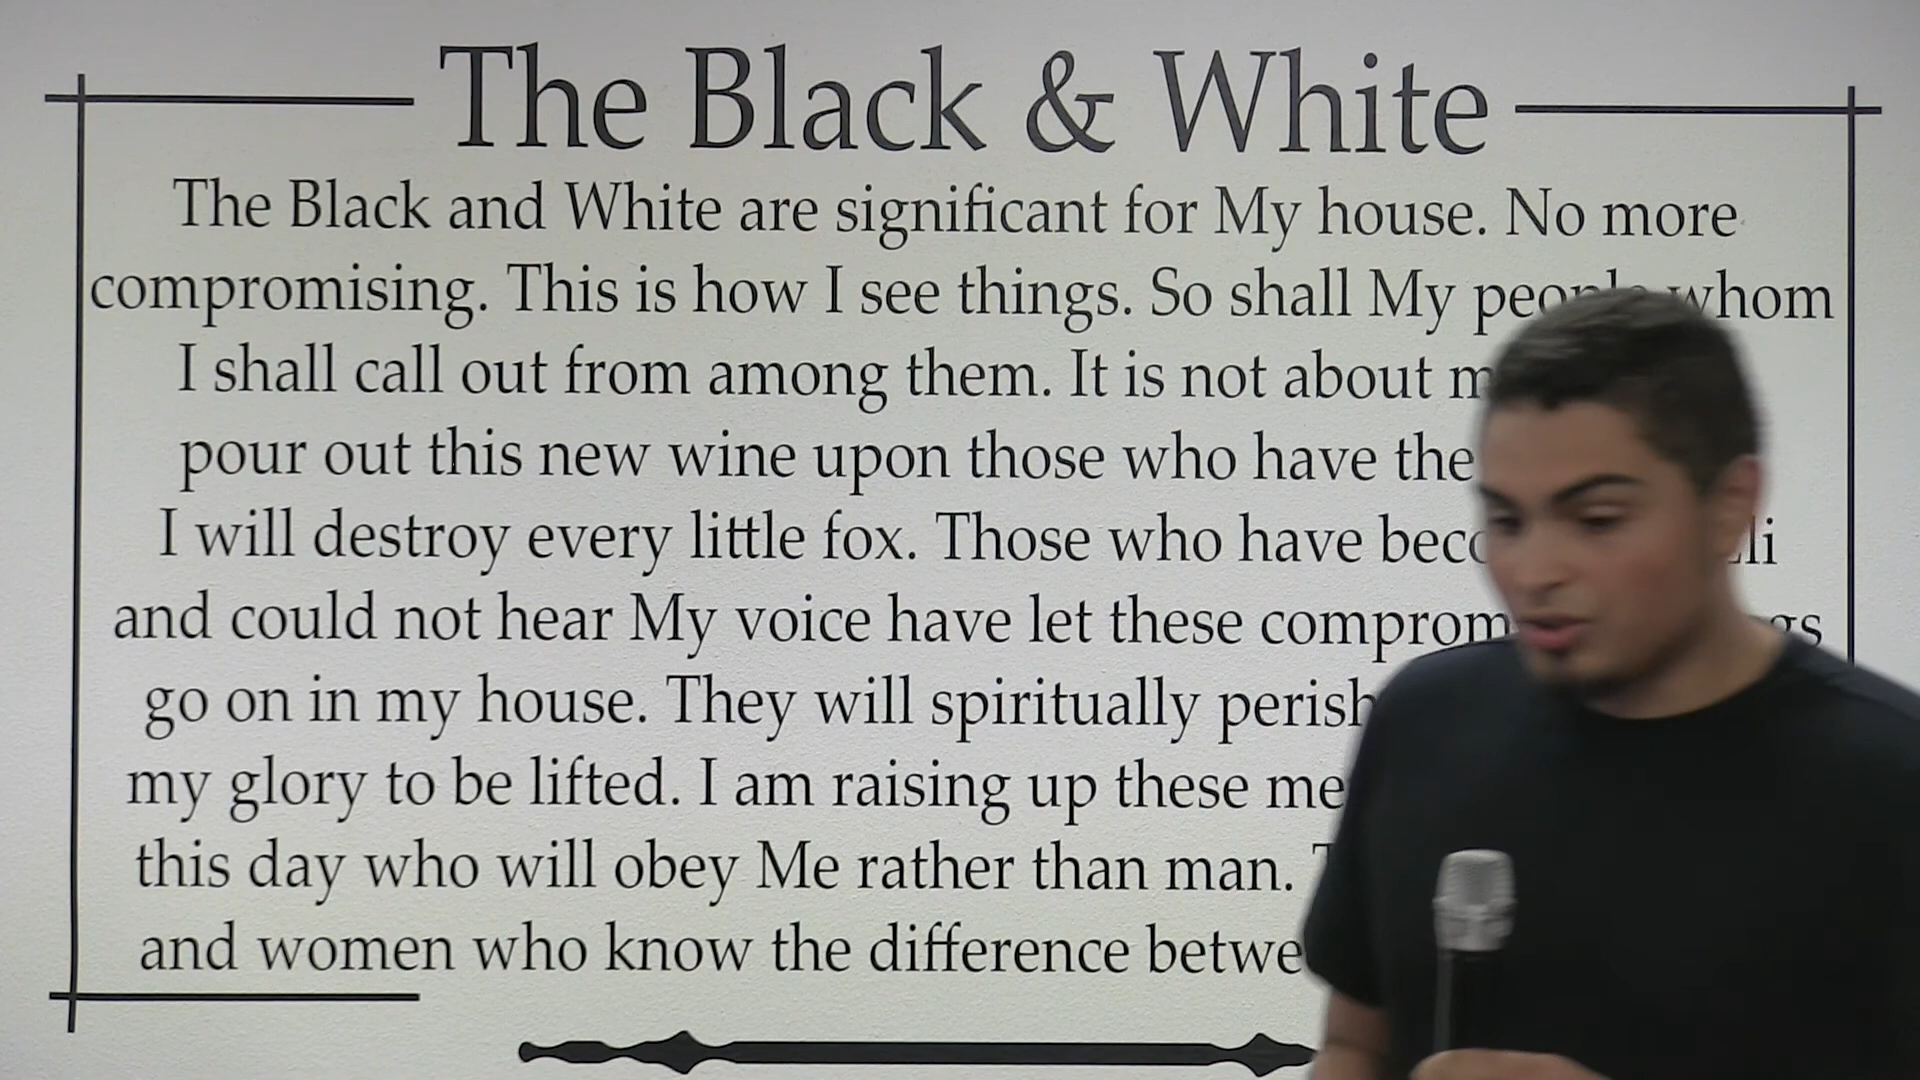 The Black & White
The Black and White are significant for My house. No more
compromising. This is how I see things. So shall My people whom
I shall call out from among them. It is not about
pour out this new wine upon those who have the
I will destroy every little fox. Those who have
and could not hear My voice have let these
go on in my house. They will spiritually perish
my glory to be lifted. I am raising up these
this day who will obey Me rather than man.
and women who know the difference